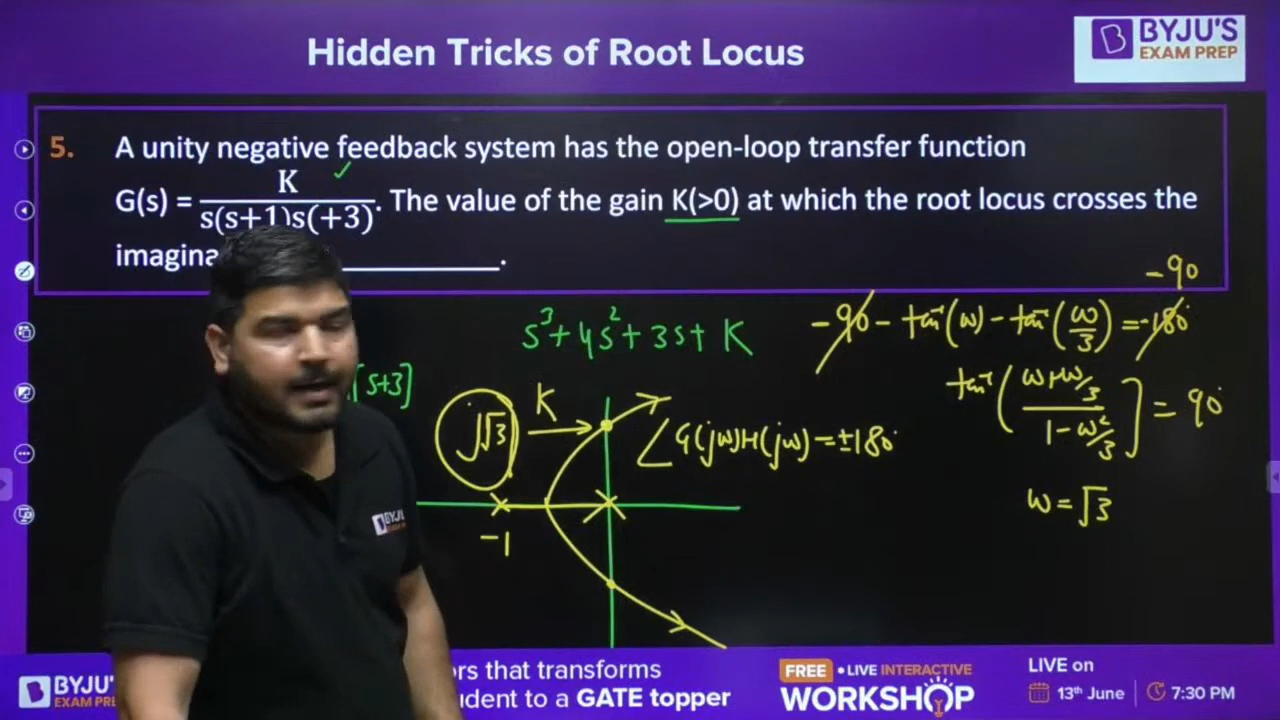 Hidden Tricks of Root Locus
BYJU'S
EXAM PREP
5. A unity negative feedback system has the open-loop transfer function
G(s) = K / s(s+1)s(+3). The value of the gain K(>0) at which the root locus crosses the
imagina ____________.
s³+4s²+3s+K
[s+3]
-90
-90 - tan⁻¹(ω) - tan⁻¹(ω/3) = -180°
tan⁻¹(ω+ω/3 / 1-ω²/3] = 90°
j√3
K
∠G(jω)H(jω)=±180°
ω=√3
-1
BYJU'S
BYJU'
EXAM PRE
rs that transforms
udent to a GATE topper
FREE • LIVE INTERACTIVE
WORKSHOP
LIVE on
13th June | 7:30 PM